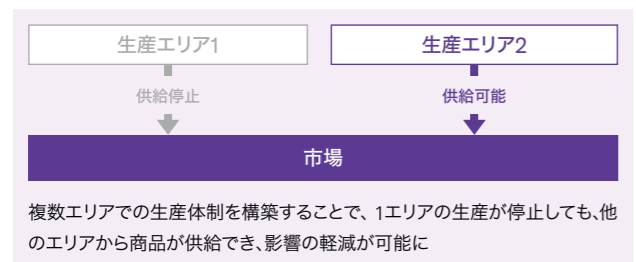 生産エリア1
生産エリア2
供給停止
供給可能
市場
複数エリアでの生産体制を構築することで、1エリアの生産が停止しても、他
のエリアから商品が供給でき、影響の軽減が可能に